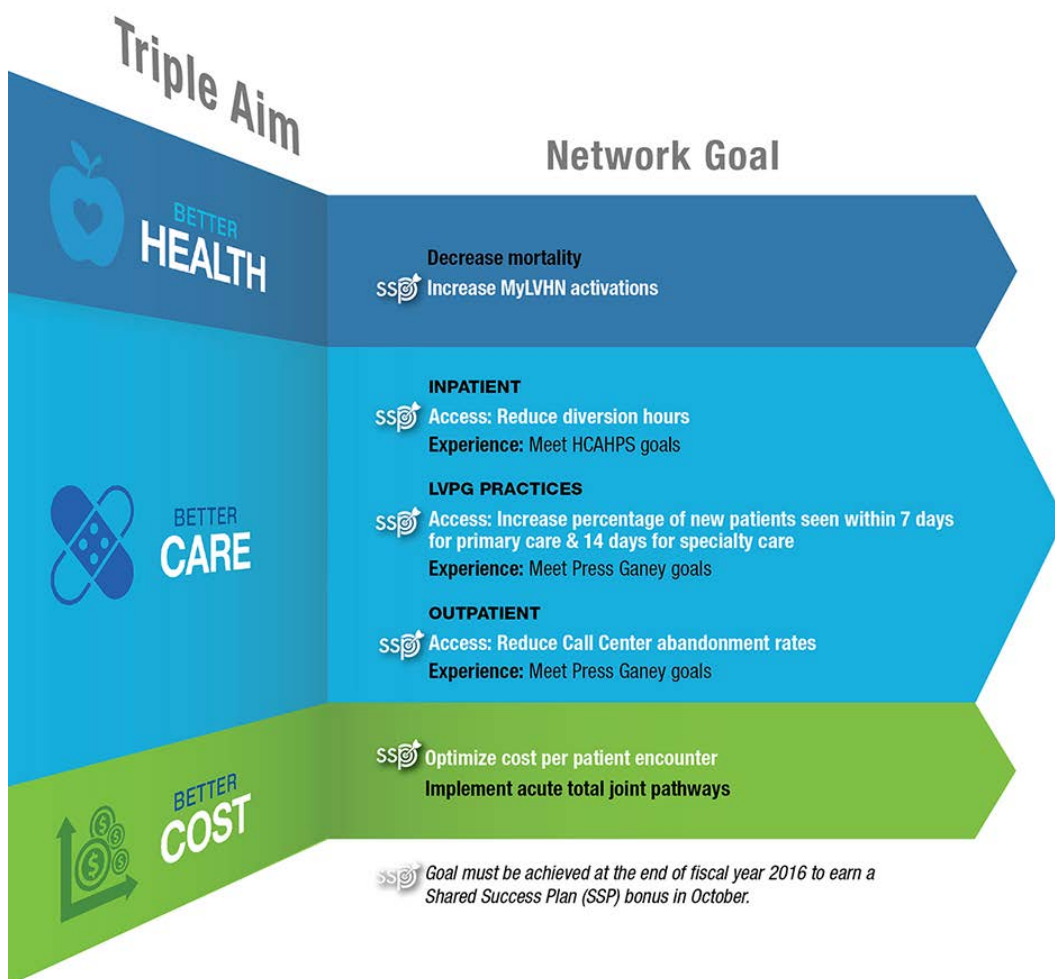 Triple Aim
Network Goal
BETTER
HEALTH
Decrease mortality
SSP Increase MyLVHN activations
BETTER
CARE
INPATIENT
SSP Access: Reduce diversion hours
Experience: Meet HCAHPS goals
LVPG PRACTICES
SSP Access: Increase percentage of new patients seen within 7 days
for primary care & 14 days for specialty care
Experience: Meet Press Ganey goals
OUTPATIENT
SSP Access: Reduce Call Center abandonment rates
Experience: Meet Press Ganey goals
BETTER
COST
$
$
$
$
SSP Optimize cost per patient encounter
Implement acute total joint pathways
SSP Goal must be achieved at the end of fiscal year 2016 to earn a
Shared Success Plan (SSP) bonus in October.